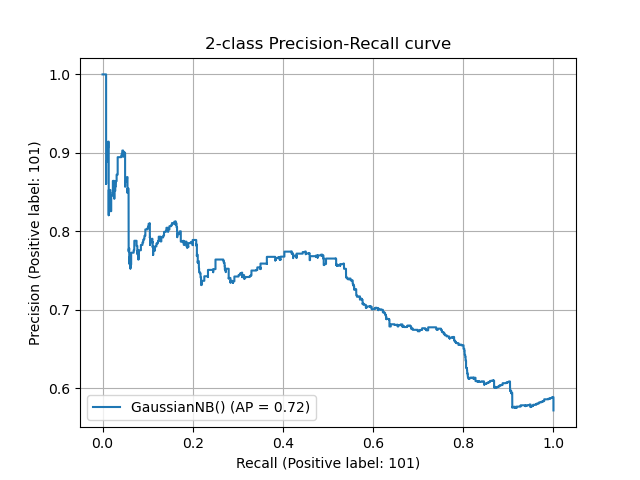 2-class Precision-Recall curve
Precision (Positive label: 101)
1.0
0.9
0.8
0.7
0.6
GaussianNB() (AP = 0.72)
0.0 0.2 0.4 0.6 0.8 1.0
Recall (Positive label: 101)